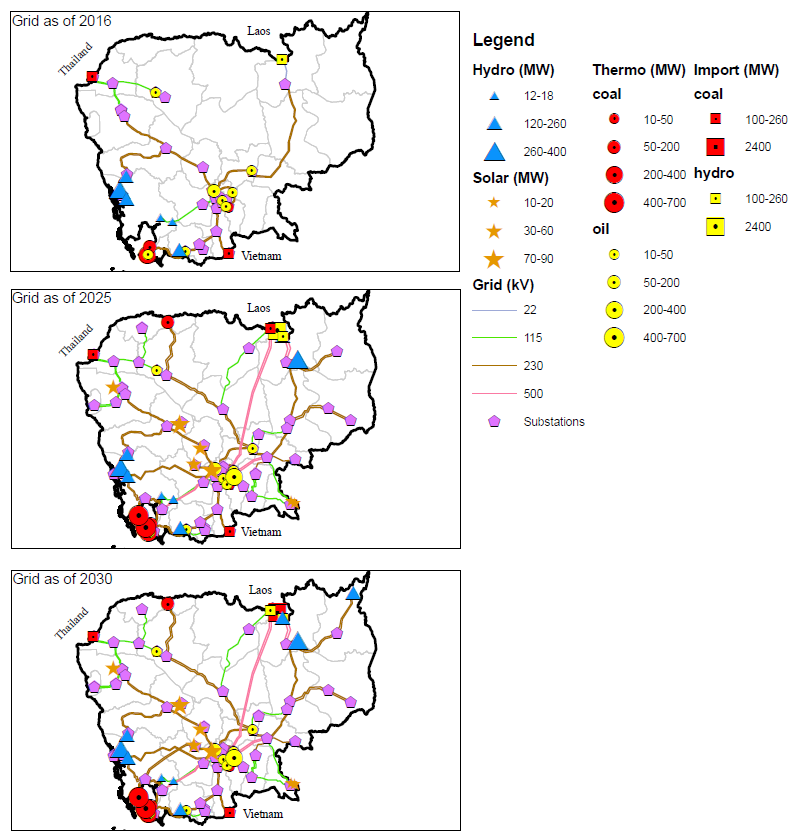 Grid as of 2016
Laos
Thailand
Vietnam
Grid as of 2025
Laos
Thailand
Vietnam
Grid as of 2030
Laos
Thailand
Vietnam
Legend
Hydro (MW)
12-18
120-260
260-400
Solar (MW)
10-20
30-60
70-90
Grid (kV)
22
115
230
500
Substations
Thermo (MW)
coal
10-50
50-200
200-400
400-700
oil
10-50
50-200
200-400
400-700
Import (MW)
coal
100-260
2400
hydro
100-260
2400